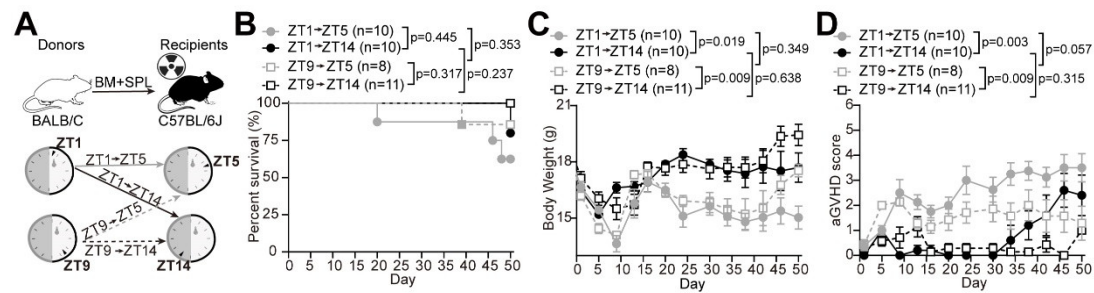 A
Donors
Recipients
BM+SPL
BALB/C
C57BL/6J
ZT1
ZT1→ZT5
ZT5
ZT1→ZT14
ZT9→ZT5
ZT9→ZT14
ZT9
ZT14
B
ZT1→ZT5 (n=10)
ZT1→ZT14 (n=10)
ZT9→ZT5 (n=8)
ZT9→ZT14 (n=11)
p=0.445
p=0.353
p=0.317
p=0.237
Percent survival (%)
100
75
50
25
0
0 5 10 15 20 25 30 35 40 45 50
Day
C
ZT1→ZT5 (n=10)
ZT1→ZT14 (n=10)
ZT9→ZT5 (n=8)
ZT9→ZT14 (n=11)
p=0.019
p=0.349
p=0.009
p=0.638
Body Weight (g)
21
18
15
0 5 10 15 20 25 30 35 40 45 50
Day
D
ZT1→ZT5 (n=10)
ZT1→ZT14 (n=10)
ZT9→ZT5 (n=8)
ZT9→ZT14 (n=11)
p=0.003
p=0.057
p=0.009
p=0.315
aGVHD score
6
5
4
3
2
1
0
0 5 10 15 20 25 30 35 40 45 50
Day